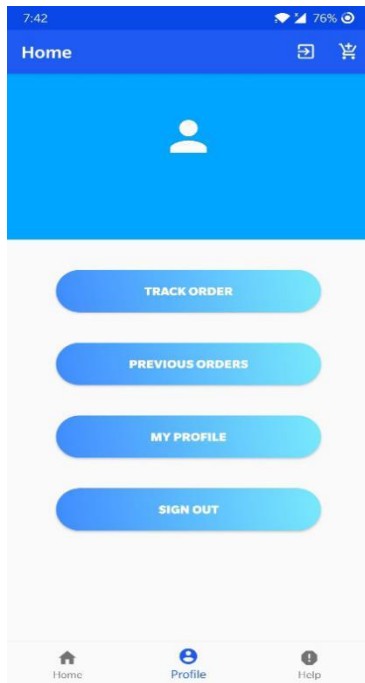 7:42
76%
Home
TRACK ORDER
PREVIOUS ORDERS
MY PROFILE
SIGN OUT
Home
Profile
Help